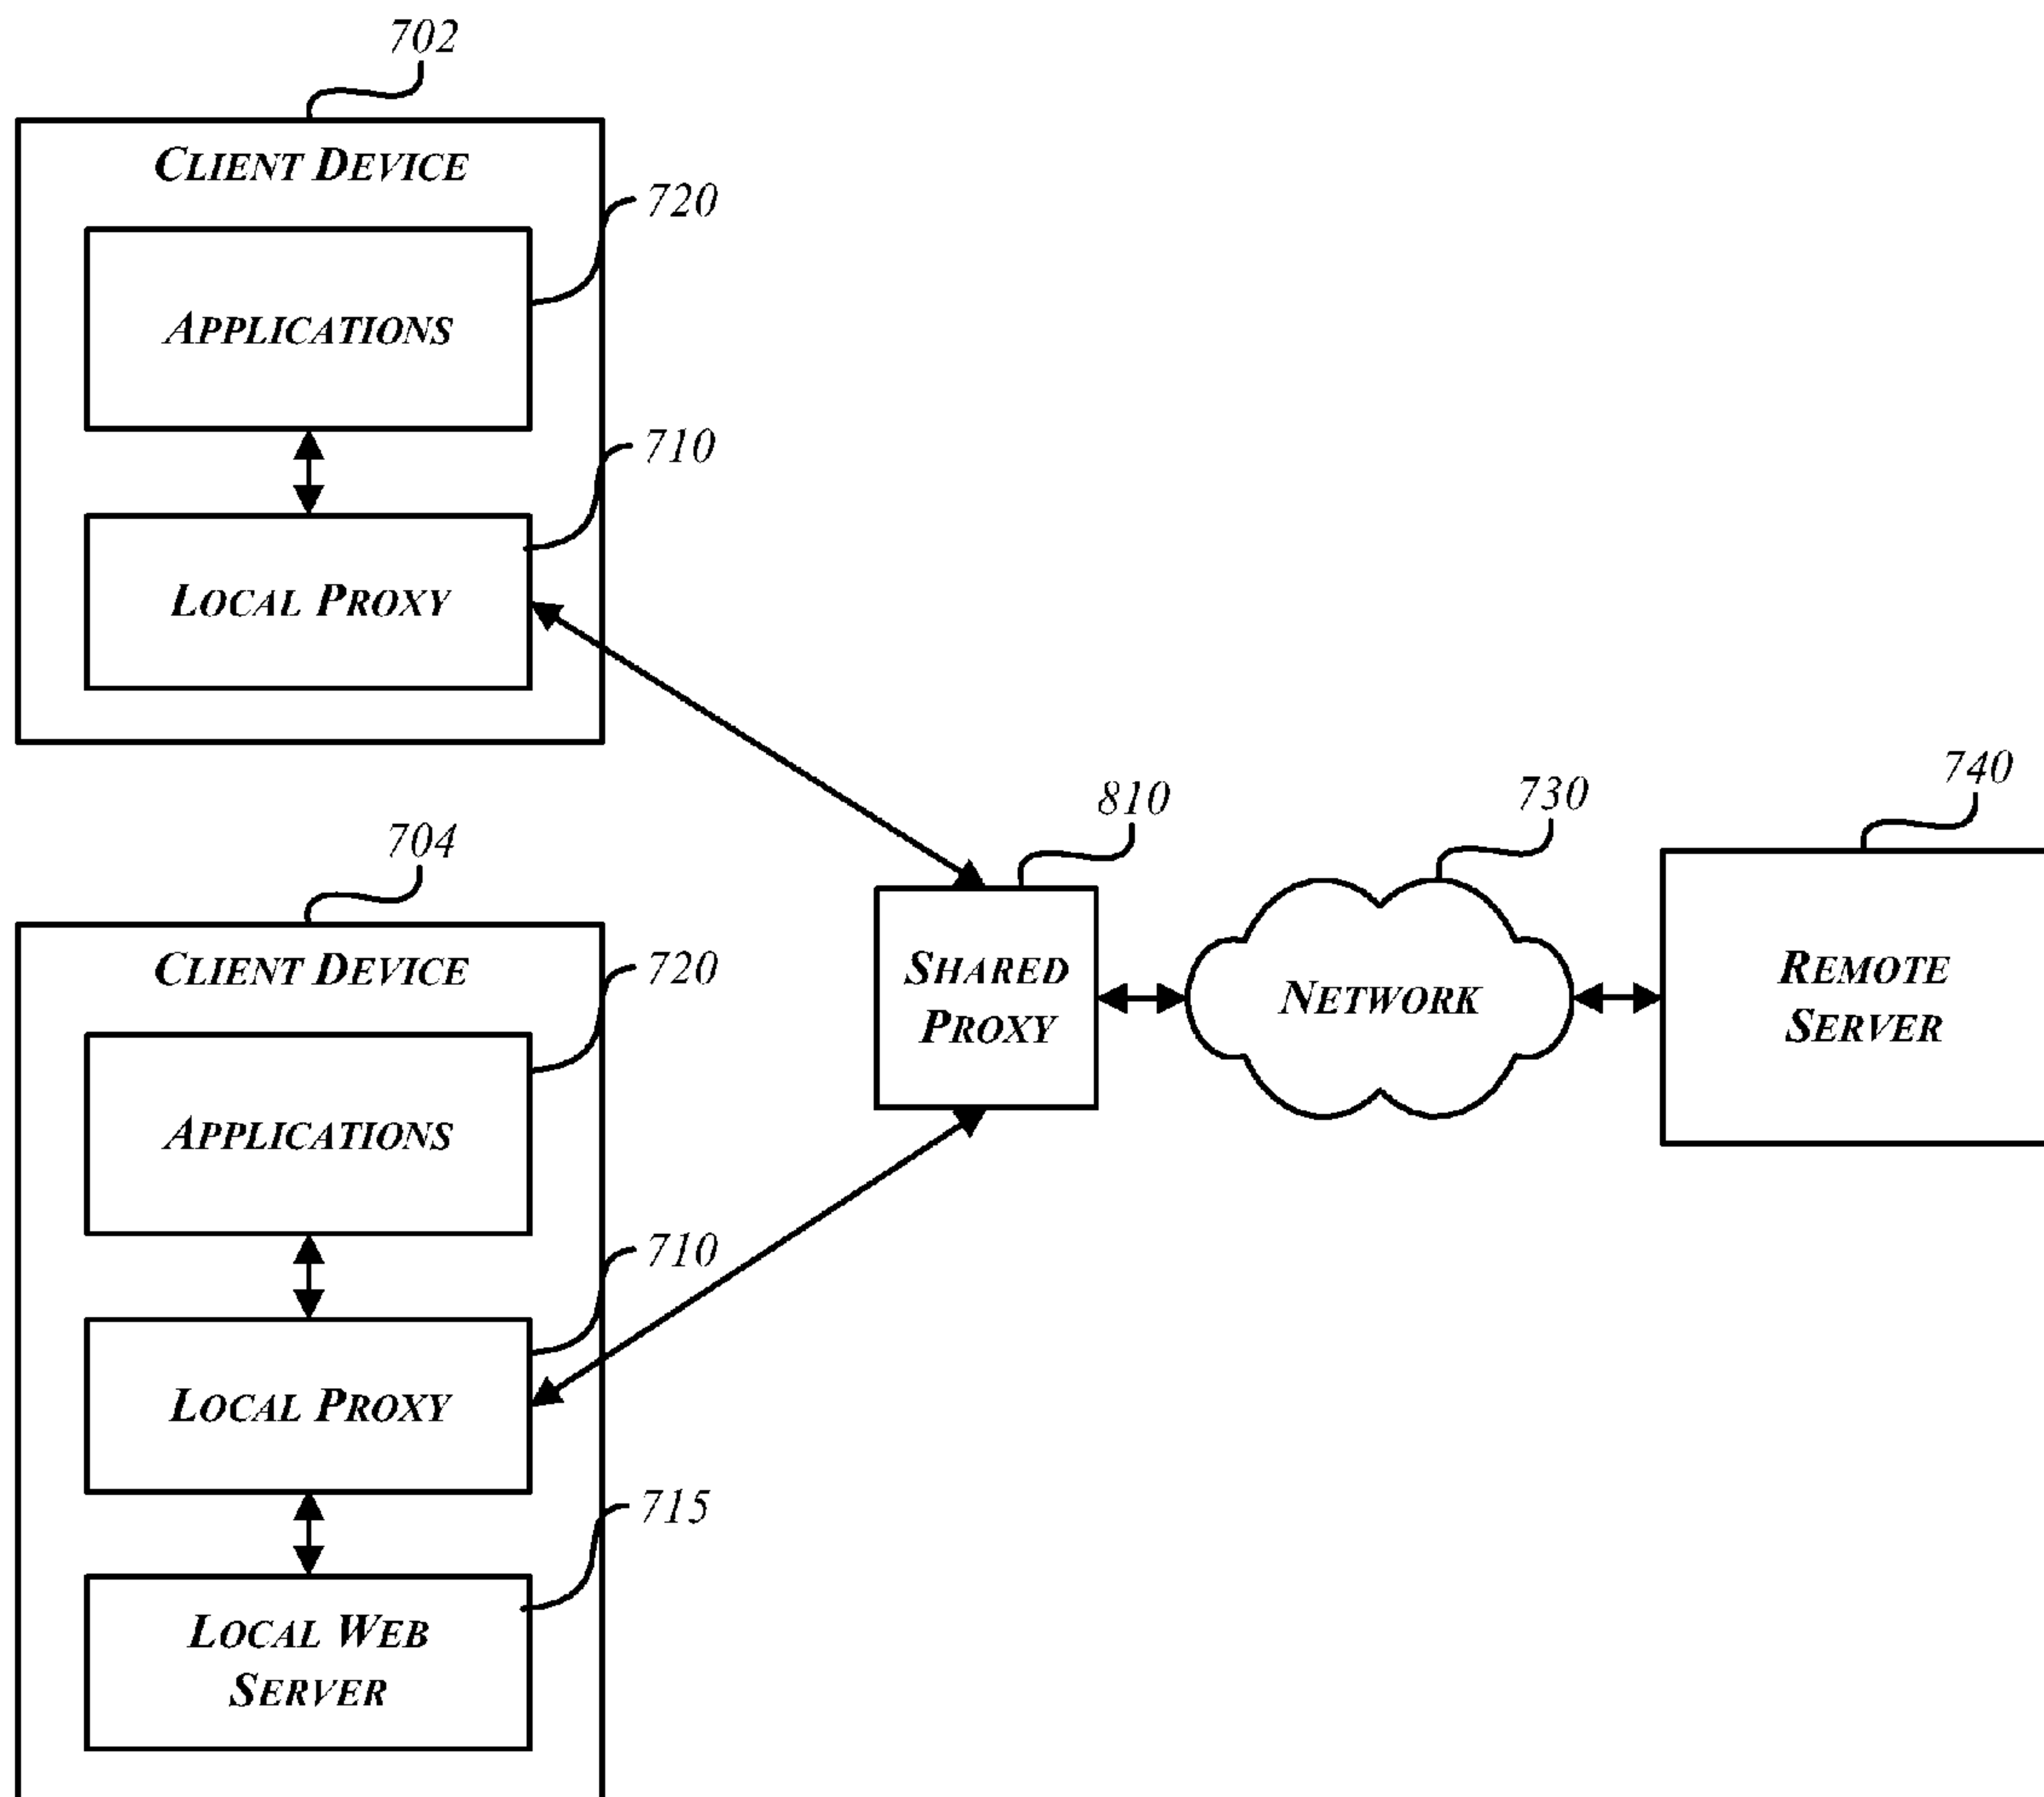 702
CLIENT DEVICE
720
APPLICATIONS
710
LOCAL PROXY
704
CLIENT DEVICE
720
APPLICATIONS
710
LOCAL PROXY
715
LOCAL WEB
SERVER
810
SHARED
PROXY
730
NETWORK
740
REMOTE
SERVER